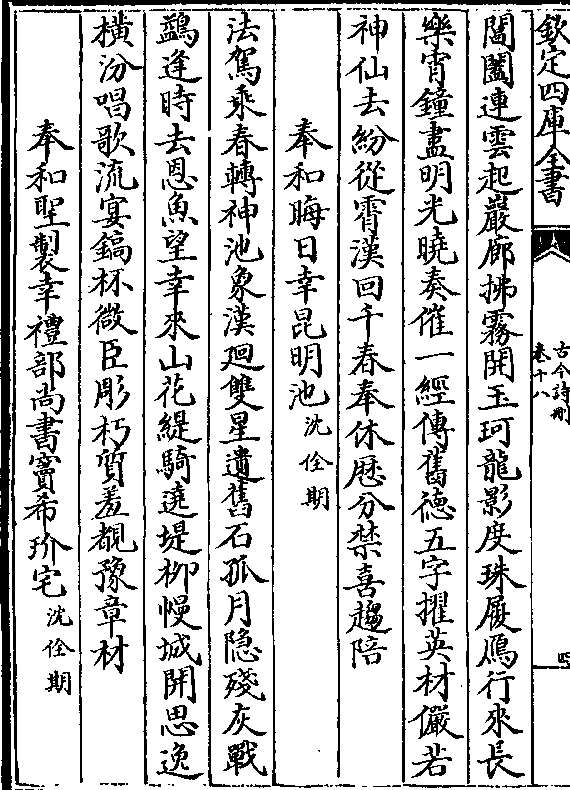 欽定四庫全書
古今詩刪
卷十八
四
閶闔連雲起巖廊拂霧開玉珂龍影度珠履鴈行來長
樂宵鐘盡明光曉奏催一經傳舊德五字擢英材儼若
神仙去紛從霄漢回千春奉休厯分禁喜趨陪
奉和晦日幸昆明池 沈佺期
法駕乘春轉神池象漢廻雙星遺舊石孤月隱殘灰戰
鷁逢時去恩魚望幸來山花緹騎遶堤柳幔城開思逸
橫汾唱歌流宴鎬杯微臣彫朽質羞覩豫章材
奉和聖製幸禮部尚書竇希玠宅 沈佺期